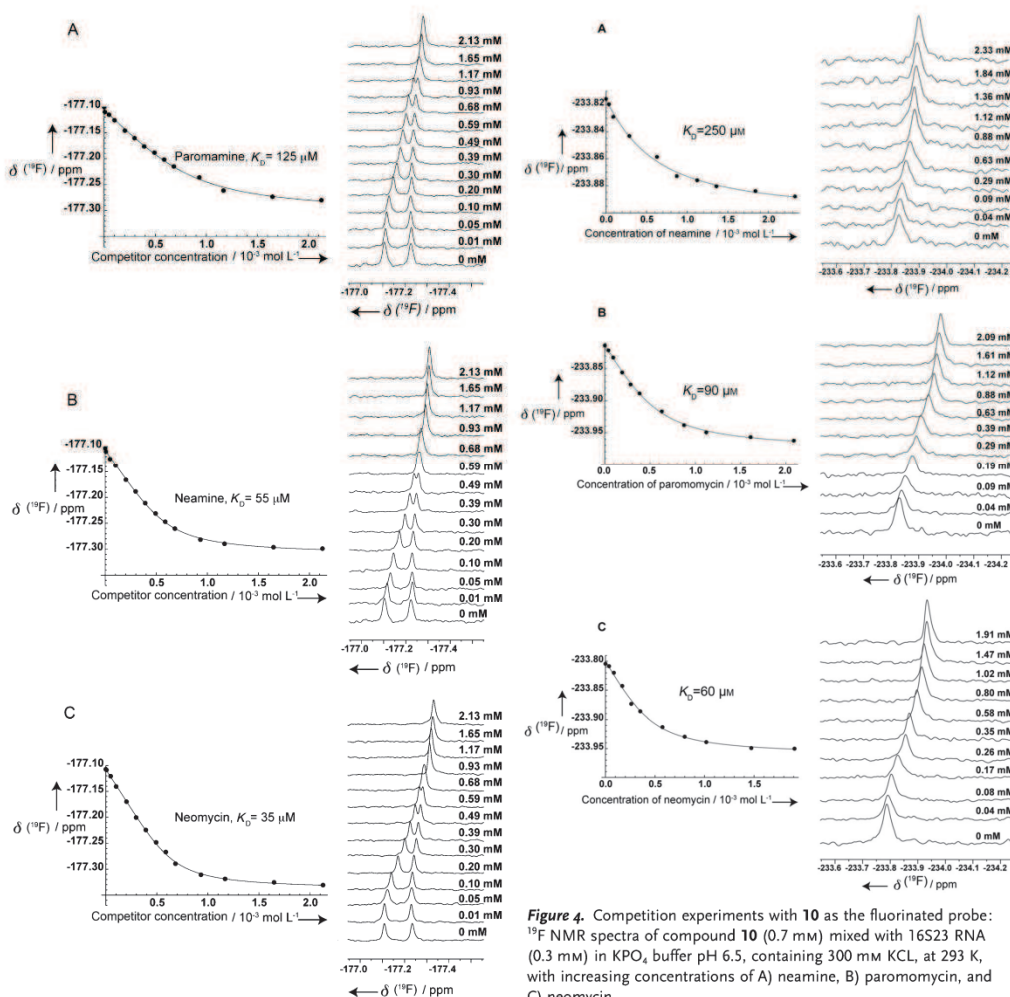 A
-177.10
-177.15
-177.20
-177.25
-177.30
δ (¹⁹F) / ppm
Paromamine, K_D = 125 μM
0.5 1.0 1.5 2.0
Competitor concentration / 10⁻³ mol L⁻¹
2.13 mM
1.65 mM
1.17 mM
0.93 mM
0.68 mM
0.59 mM
0.49 mM
0.39 mM
0.30 mM
0.20 mM
0.10 mM
0.05 mM
0.01 mM
0 mM
-177.0 -177.2 -177.4
δ (¹⁹F) / ppm
B
-177.10
-177.15
-177.20
-177.25
-177.30
δ (¹⁹F) / ppm
Neamine, K_D = 55 μM
0.5 1.0 1.5 2.0
Competitor concentration / 10⁻³ mol L⁻¹
2.13 mM
1.65 mM
1.17 mM
0.93 mM
0.68 mM
0.59 mM
0.49 mM
0.39 mM
0.30 mM
0.20 mM
0.10 mM
0.05 mM
0.01 mM
0 mM
-177.0 -177.2 -177.4
δ (¹⁹F) / ppm
C
-177.10
-177.15
-177.20
-177.25
-177.30
δ (¹⁹F) / ppm
Neomycin, K_D = 35 μM
0.5 1.0 1.5 2.0
Competitor concentration / 10⁻³ mol L⁻¹
2.13 mM
1.65 mM
1.17 mM
0.93 mM
0.68 mM
0.59 mM
0.49 mM
0.39 mM
0.30 mM
0.20 mM
0.10 mM
0.05 mM
0.01 mM
0 mM
-177.0 -177.2 -177.4
δ (¹⁹F) / ppm
A
-233.82
-233.84
-233.86
-233.88
δ (¹⁹F) / ppm
K_D=250 μM
0.0 0.5 1.0 1.5 2.0
Concentration of neamine / 10⁻³ mol L⁻¹
2.33 mM
1.84 mM
1.36 mM
1.12 mM
0.88 mM
0.63 mM
0.29 mM
0.09 mM
0.04 mM
0 mM
-233.6 -233.7 -233.8 -233.9 -234.0 -234.1 -234.2
δ (¹⁹F) / ppm
B
-233.85
-233.90
-233.95
δ (¹⁹F) / ppm
K_D=90 μM
0.0 0.5 1.0 1.5 2.0
Concentration of paromomycin / 10⁻³ mol L⁻¹
2.09 mM
1.61 mM
1.12 mM
0.88 mM
0.63 mM
0.39 mM
0.29 mM
0.19 mM
0.09 mM
0.04 mM
0 mM
-233.6 -233.7 -233.8 -233.9 -234.0 -234.1 -234.2
δ (¹⁹F) / ppm
C
-233.80
-233.85
-233.90
-233.95
δ (¹⁹F) / ppm
K_D=60 μM
0.0 0.5 1.0 1.5
Concentration of neomycin / 10⁻³ mol L⁻¹
1.91 mM
1.47 mM
1.02 mM
0.80 mM
0.58 mM
0.35 mM
0.26 mM
0.17 mM
0.08 mM
0.04 mM
0 mM
-233.6 -233.7 -233.8 -233.9 -234.0 -234.1 -234.2
δ (¹⁹F) / ppm
Figure 4. Competition experiments with 10 as the fluorinated probe:
¹⁹F NMR spectra of compound 10 (0.7 mM) mixed with 16S23 RNA
(0.3 mM) in KPO₄ buffer pH 6.5, containing 300 mM KCL, at 293 K,
with increasing concentrations of A) neamine, B) paromomycin, and
C) neomycin